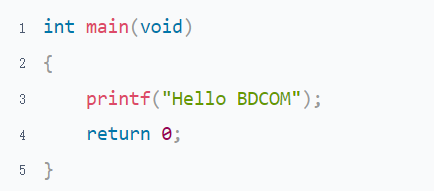 1 int main(void)
2 {
3     printf("Hello BDCOM");
4     return 0;
5 }